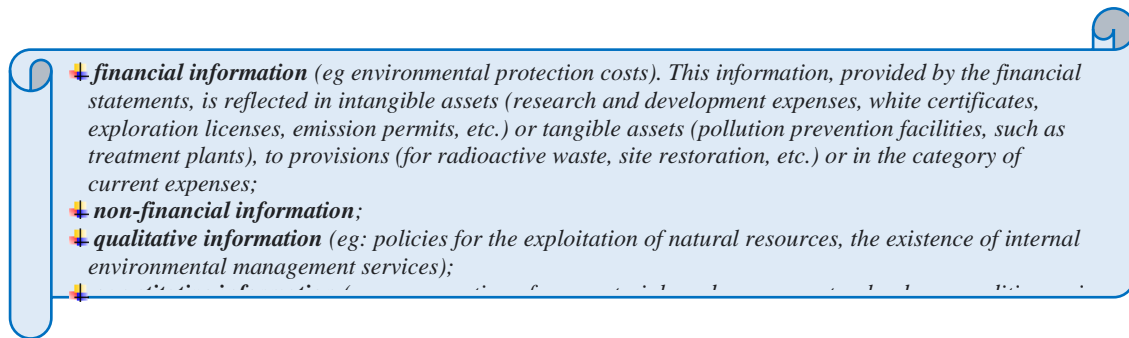 financial information (eg environmental protection costs). This information, provided by the financial
statements, is reflected in intangible assets (research and development expenses, white certificates,
exploration licenses, emission permits, etc.) or tangible assets (pollution prevention facilities, such as
treatment plants), to provisions (for radioactive waste, site restoration, etc.) or in the category of
current expenses;
non-financial information;
qualitative information (eg: policies for the exploitation of natural resources, the existence of internal
environmental management services);